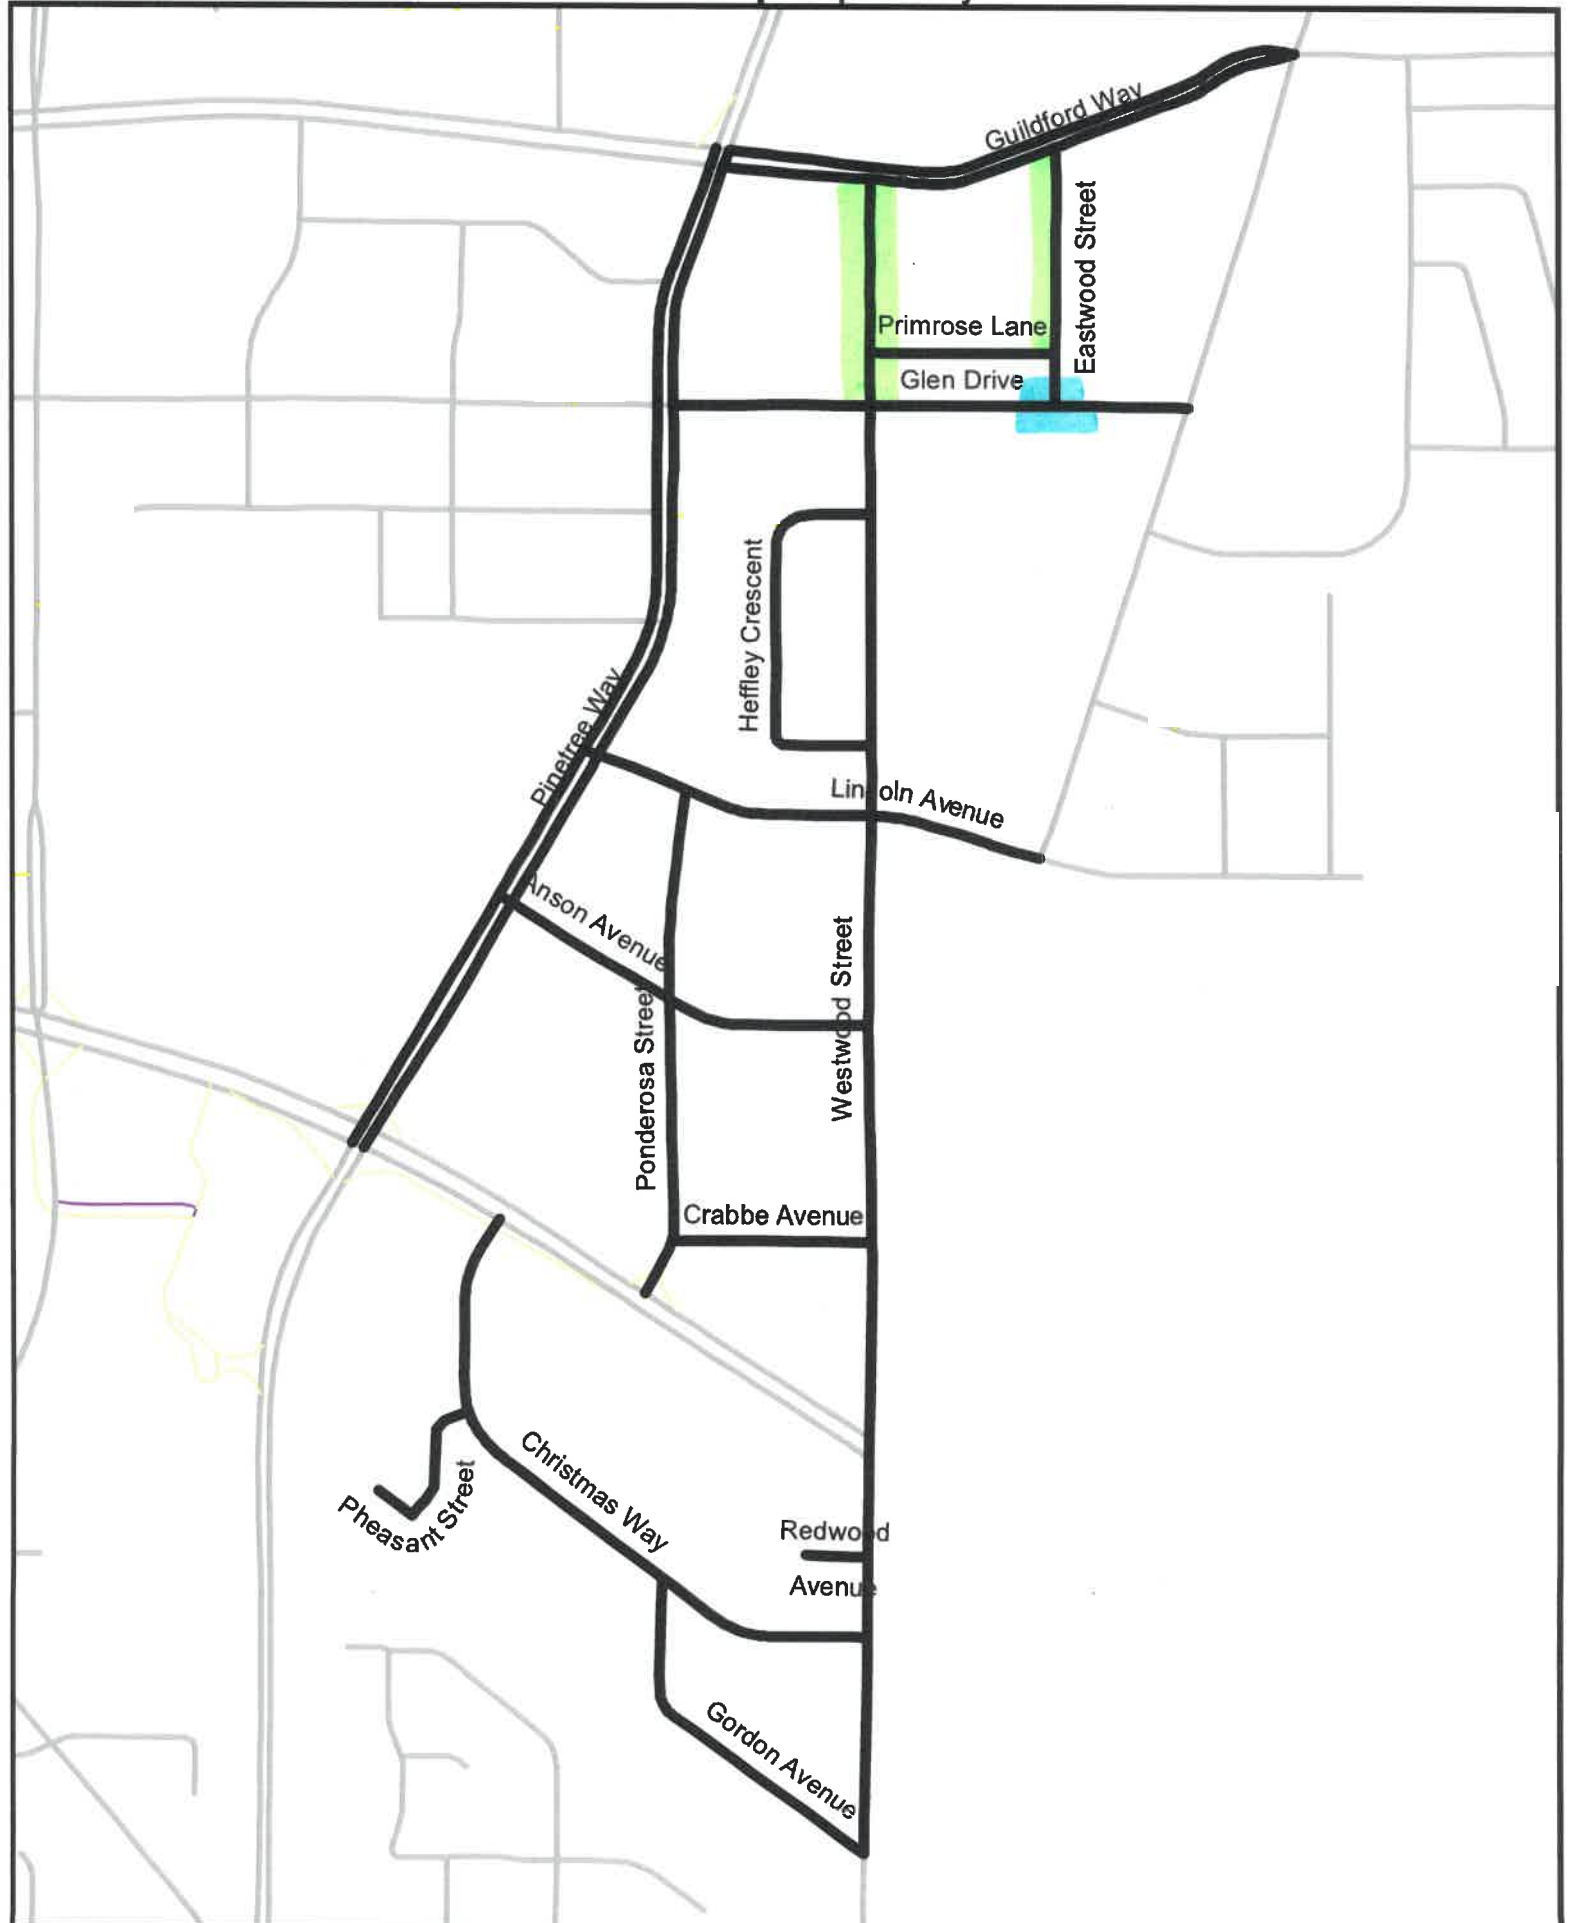 Guildford Way
Eastwood Street
Primrose Lane
Glen Drive
Heffley Crescent
Pinetree Way
Lincoln Avenue
Anson Avenue
Westwood Street
Ponderosa Street
Crabbe Avenue
Christmas Way
Pheasant Street
Redwood
Avenue
Gordon Avenue